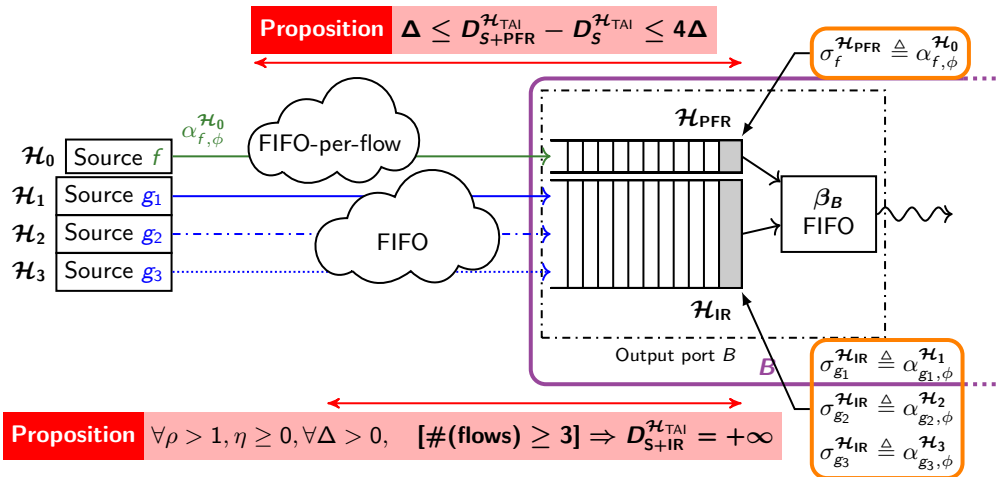 Proposition Δ ≤ D_{S+PFR}^{ℋ_TAI} − D_S^{ℋ_TAI} ≤ 4Δ
σ_f^{ℋ_PFR} ≜ α_{f,ϕ}^{ℋ_0}
α_{f,ϕ}^{ℋ_0}
ℋ_PFR
FIFO-per-flow
ℋ_0 Source f
ℋ_1 Source g_1
ℋ_2 Source g_2
ℋ_3 Source g_3
FIFO
β_B
FIFO
ℋ_IR
Output port B
B
σ_{g_1}^{ℋ_IR} ≜ α_{g_1,ϕ}^{ℋ_1}
σ_{g_2}^{ℋ_IR} ≜ α_{g_2,ϕ}^{ℋ_2}
σ_{g_3}^{ℋ_IR} ≜ α_{g_3,ϕ}^{ℋ_3}
Proposition ∀ρ > 1, η ≥ 0, ∀Δ > 0, [#(flows) ≥ 3] ⇒ D_{S+IR}^{ℋ_TAI} = +∞